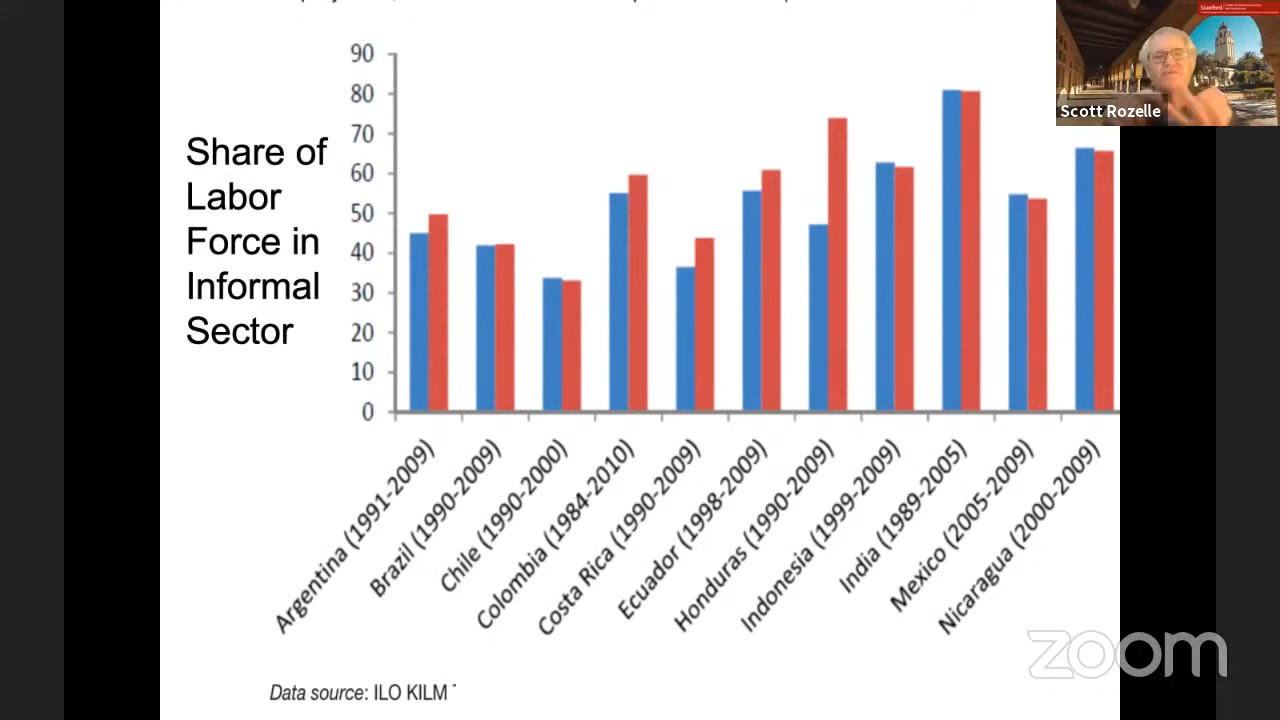 Stanford
Scott Rozelle
Share of
Labor
Force in
Informal
Sector
90
80
70
60
50
40
30
20
10
0
Argentina (1991-2009)
Brazil (1990-2009)
Chile (1990-2000)
Colombia (1984-2010)
Costa Rica (1990-2009)
Ecuador (1998-2009)
Honduras (1990-2009)
Indonesia (1999-2009)
India (1989-2005)
Mexico (2005-2009)
Nicaragua (2000-2009)
zoom
Data source: ILO KILM